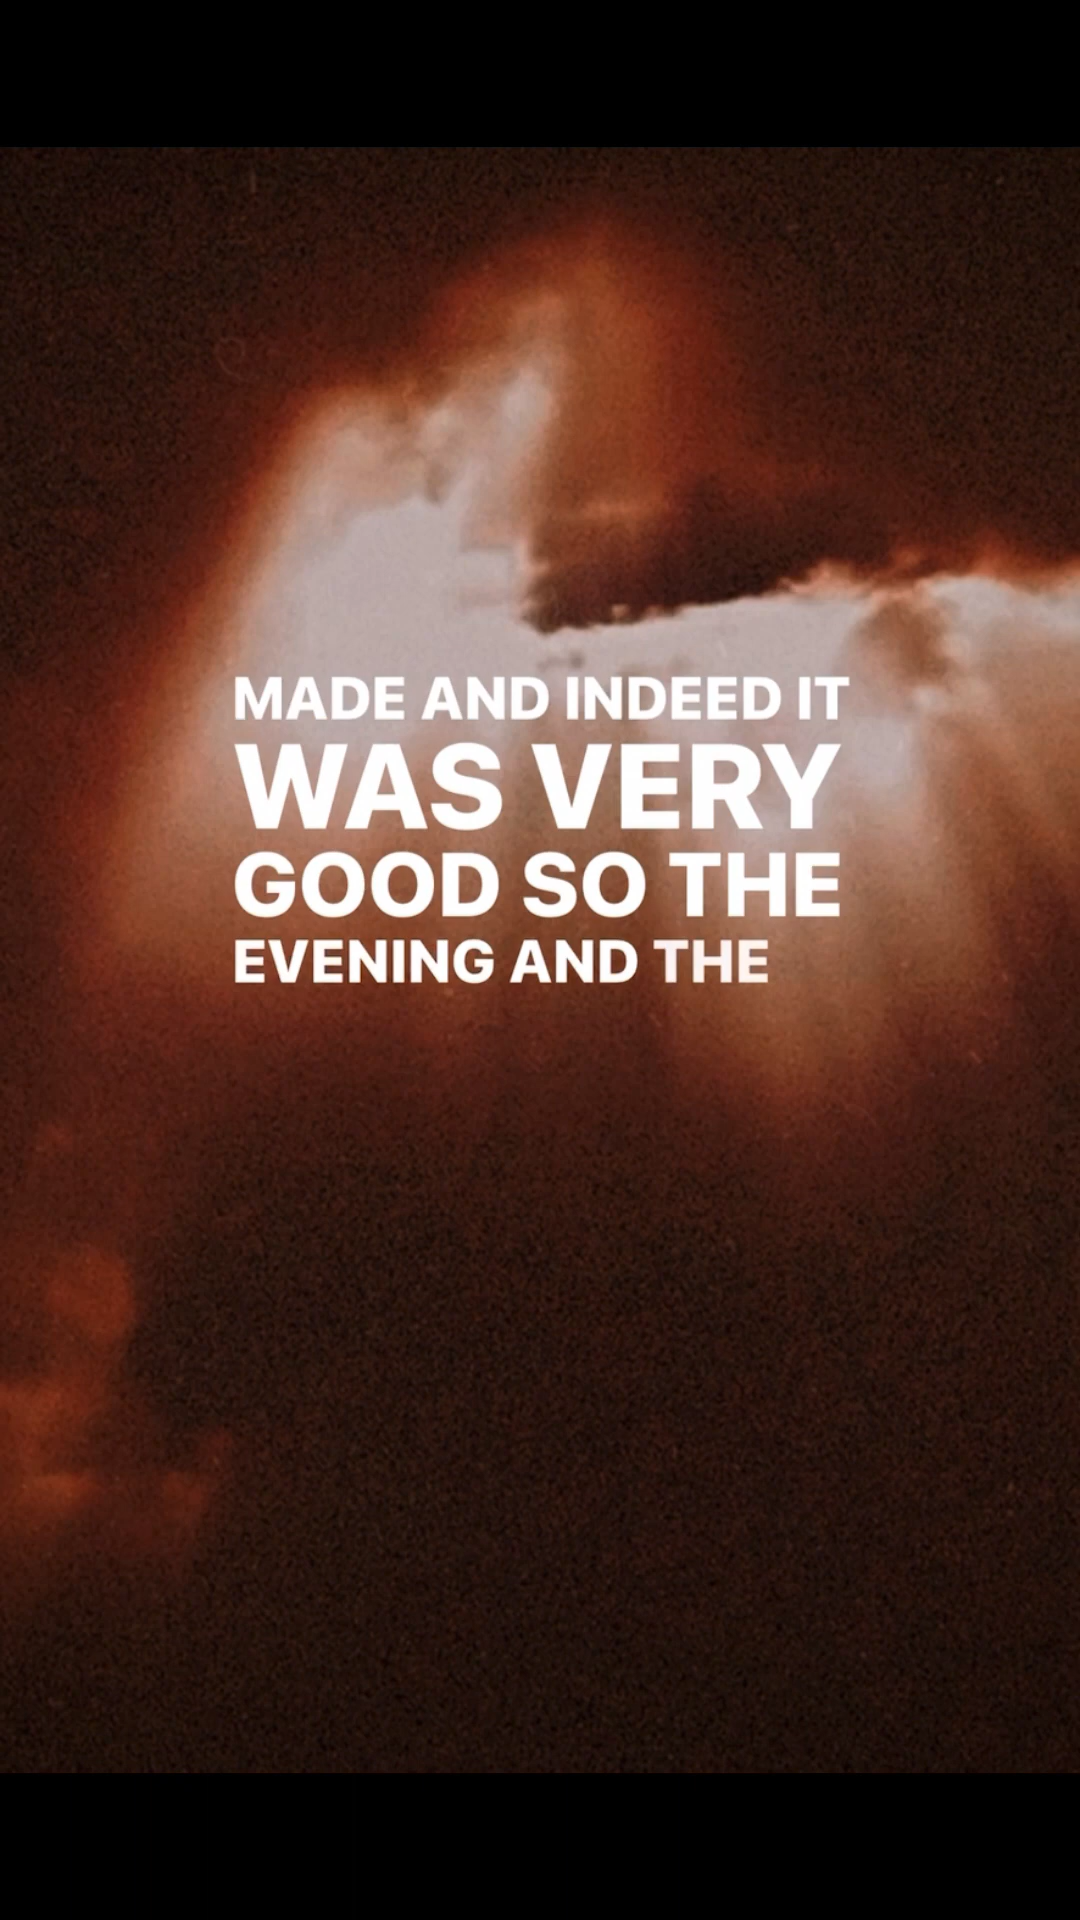 MADE AND INDEED IT
WAS VERY
GOOD SO THE
EVENING AND THE